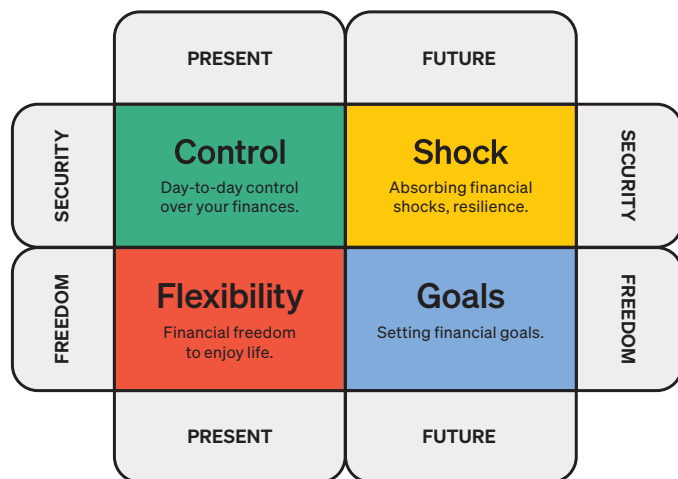 PRESENT
FUTURE
SECURITY
Control
Day-to-day control
over your finances.
Shock
Absorbing financial
shocks, resilience.
SECURITY
FREEDOM
Flexibility
Financial freedom
to enjoy life.
Goals
Setting financial goals.
FREEDOM
PRESENT
FUTURE